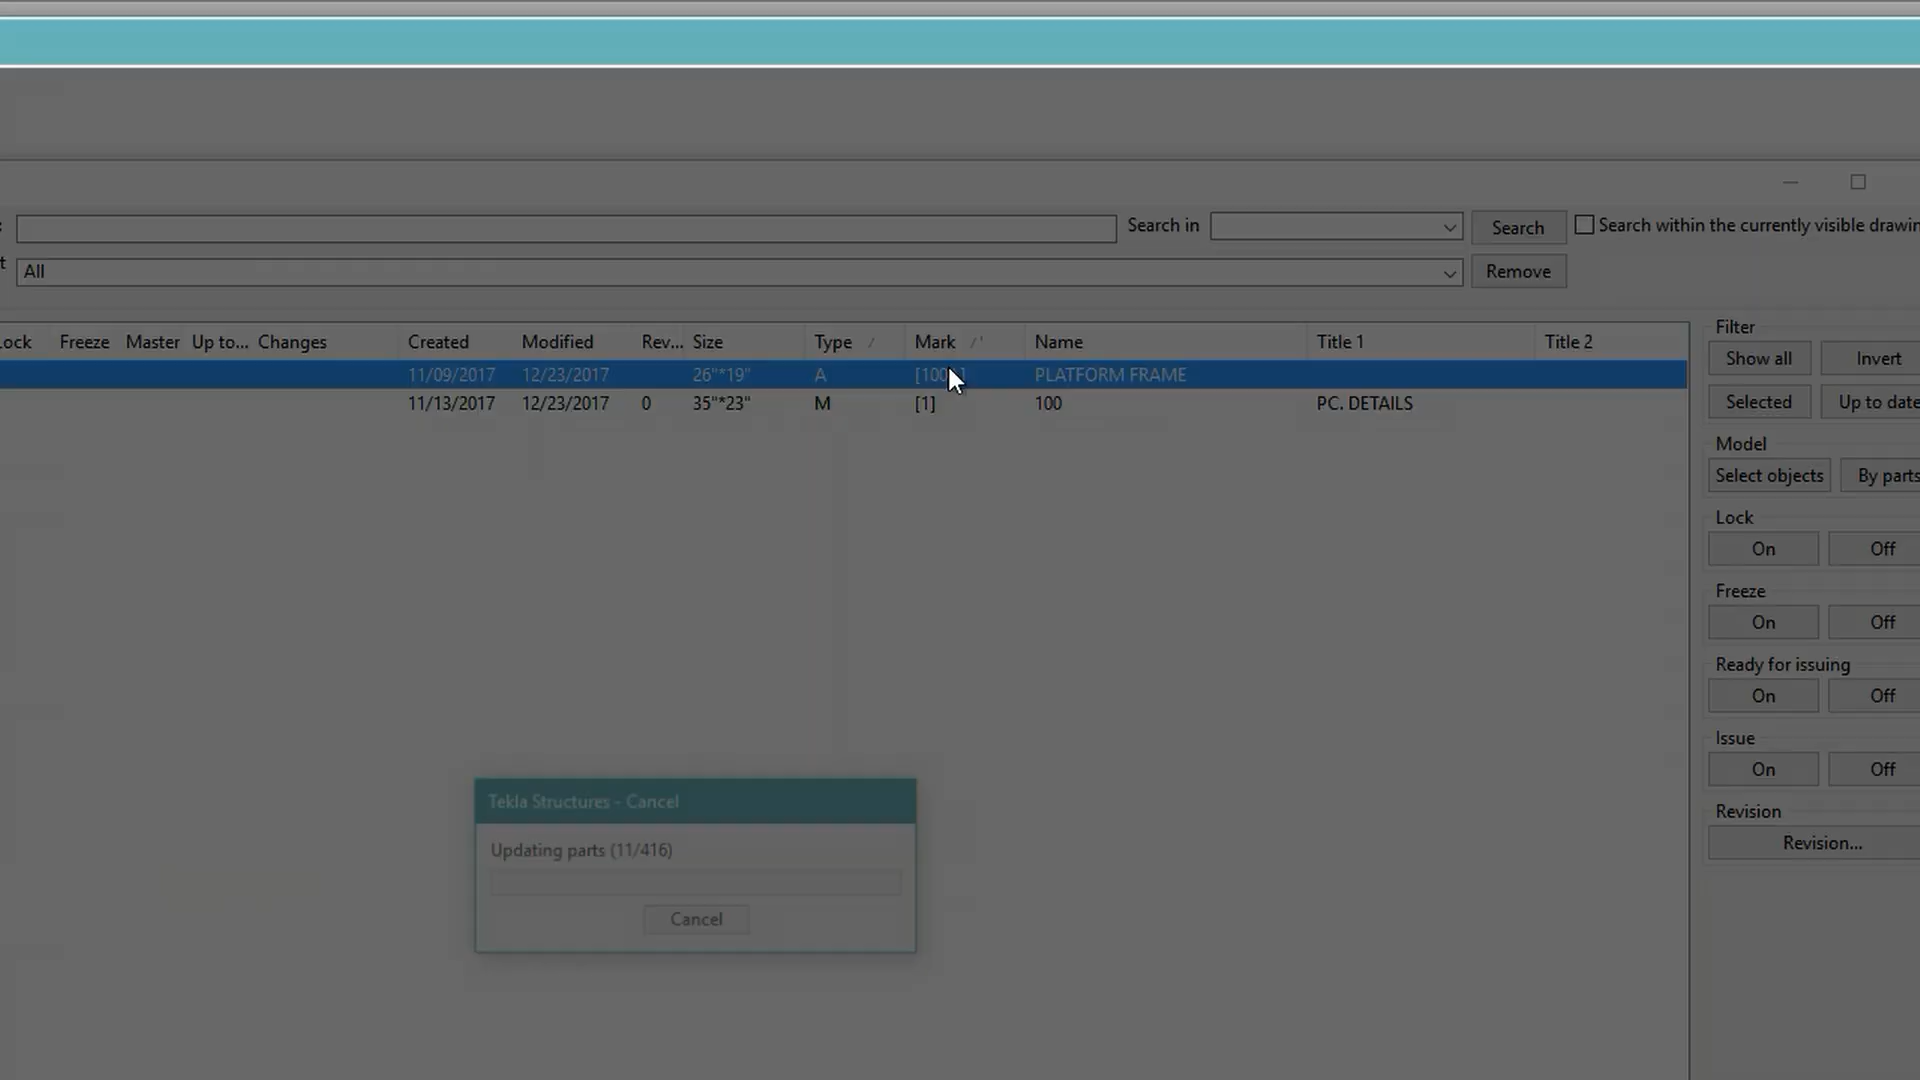 Search in Search Search within the currently visible
All Remove
Freeze Master Up to... Changes Created Modified Rev... Size Type Mark Name Title 1 Title 2
11/09/2017 12/23/2017 26"*19" A PLATFORM FRAME
11/13/2017 12/23/2017 0 35"*23" M [1] 100 PC. DETAILS
Filter
Show all Invert
Selected Up to date
Model
Select objects By parts
Lock
On Off
Freeze
On Off
Ready for issuing
On Off
Issue
On Off
Revision
Revision...
Tekla Structures - Cancel
Updating parts (11/416)
Cancel